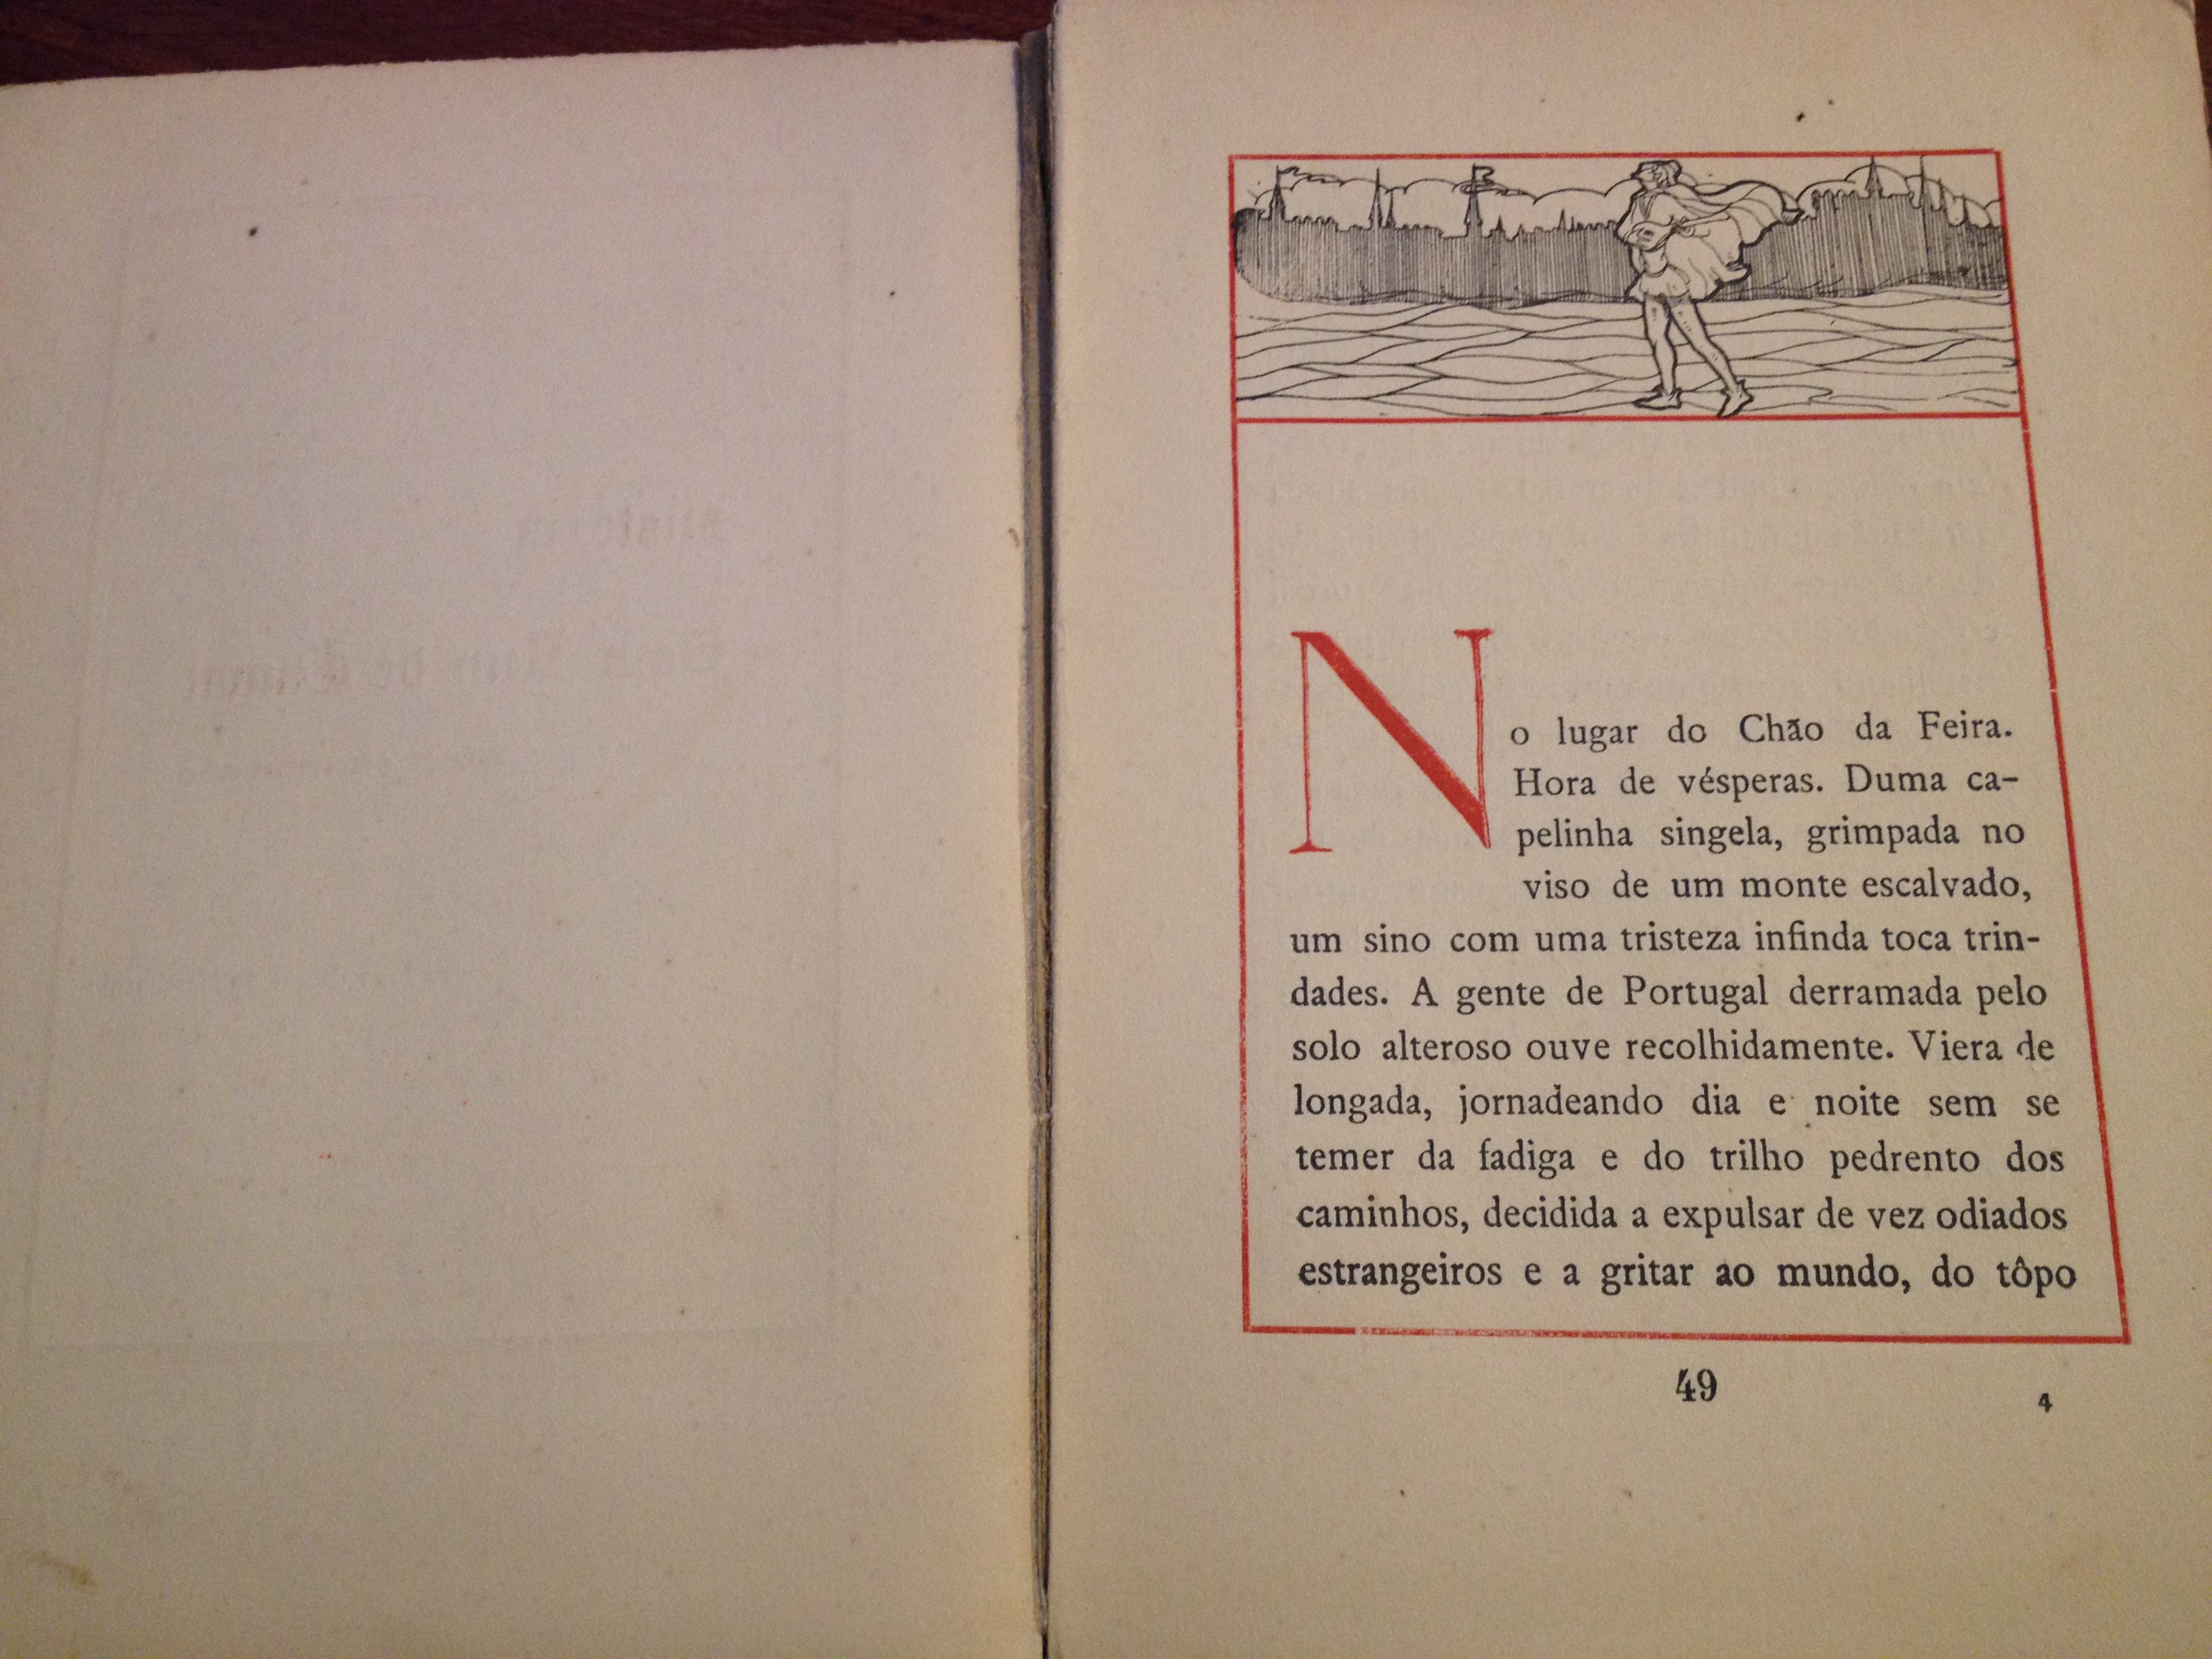 No lugar do Chão da Feira.
Hora de vésperas. Duma ca-
pelinha singela, grimpada no
viso de um monte escalvado,
um sino com uma tristeza infinda toca trin-
dades. A gente de Portugal derramada pelo
solo alteroso ouve recolhidamente. Viera de
longada, jornadeando dia e noite sem se
temer da fadiga e do trilho pedrento dos
caminhos, decidida a expulsar de vez odiados
estrangeiros e a gritar ao mundo, do tôpo
49
4